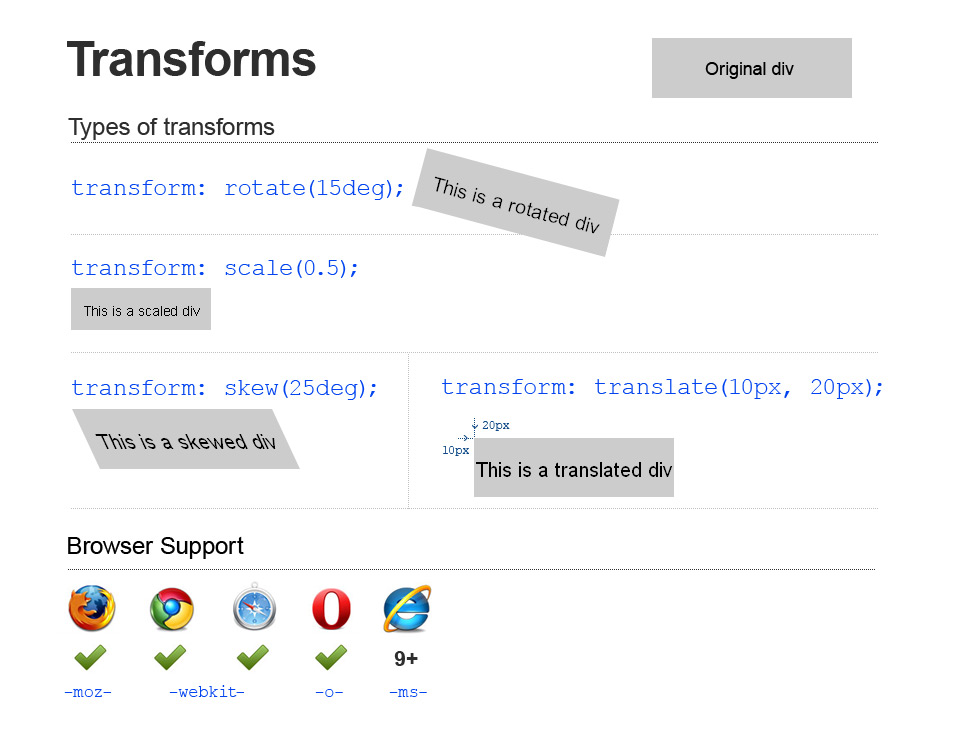 Transforms
Original div
Types of transforms
transform: rotate(15deg);
This is a rotated div
transform: scale(0.5);
This is a scaled div
transform: skew(25deg);
This is a skewed div
transform: translate(10px, 20px);
20px
10px
This is a translated div
Browser Support
9+
-moz-
-webkit-
-o-
-ms-